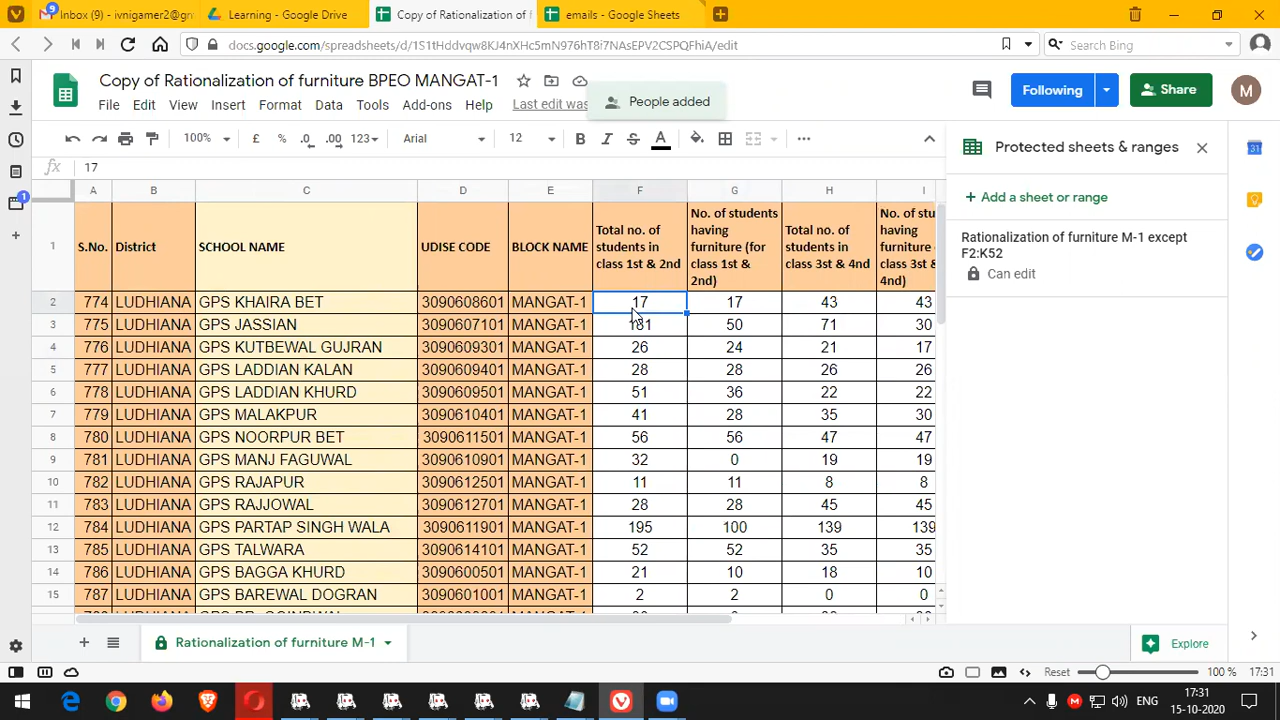 Inbox (9) - ivnigamer2@gn
Learning - Google Drive
Copy of Rationalization of f
emails - Google Sheets
docs.google.com/spreadsheets/d/1S1tHddvqw8KJ4nXHc5mN976hT8i7NAsEPV2CSPQFhiA/edit
Search Bing
Copy of Rationalization of furniture BPEO MANGAT-1
File Edit View Insert Format Data Tools Add-ons Help Last edit was
People added
Following
Share
M
100% £ .0 .00 123 Arial 12 B I S A
fx 17
Protected sheets & ranges
+ Add a sheet or range
Rationalization of furniture M-1 except
F2:K52
Can edit
A B C D E F G H I
1 S.No. District SCHOOL NAME UDISE CODE BLOCK NAME
Total no. of
students in
class 1st & 2nd
No. of students
having
furniture (for
class 1st &
2nd)
Total no. of
students in
class 3st & 4nd
No. of stu
having
furniture
class 3st &
4nd)
2 774 LUDHIANA GPS KHAIRA BET 3090608601 MANGAT-1 17 17 43 43
3 775 LUDHIANA GPS JASSIAN 3090607101 MANGAT-1 181 50 71 30
4 776 LUDHIANA GPS KUTBEWAL GUJRAN 3090609301 MANGAT-1 26 24 21 17
5 777 LUDHIANA GPS LADDIAN KALAN 3090609401 MANGAT-1 28 28 26 26
6 778 LUDHIANA GPS LADDIAN KHURD 3090609501 MANGAT-1 51 36 22 22
7 779 LUDHIANA GPS MALAKPUR 3090610401 MANGAT-1 41 28 35 30
8 780 LUDHIANA GPS NOORPUR BET 3090611501 MANGAT-1 56 56 47 47
9 781 LUDHIANA GPS MANJ FAGUWAL 3090610901 MANGAT-1 32 0 19 19
10 782 LUDHIANA GPS RAJAPUR 3090612501 MANGAT-1 11 11 8 8
11 783 LUDHIANA GPS RAJJOWAL 3090612701 MANGAT-1 28 28 45 45
12 784 LUDHIANA GPS PARTAP SINGH WALA 3090611901 MANGAT-1 195 100 139 139
13 785 LUDHIANA GPS TALWARA 3090614101 MANGAT-1 52 52 35 35
14 786 LUDHIANA GPS BAGGA KHURD 3090600501 MANGAT-1 21 10 18 10
15 787 LUDHIANA GPS BAREWAL DOGRAN 3090601001 MANGAT-1 2 2 0 0
Rationalization of furniture M-1
Explore
Reset 100 % 17:31
ENG
17:31
15-10-2020